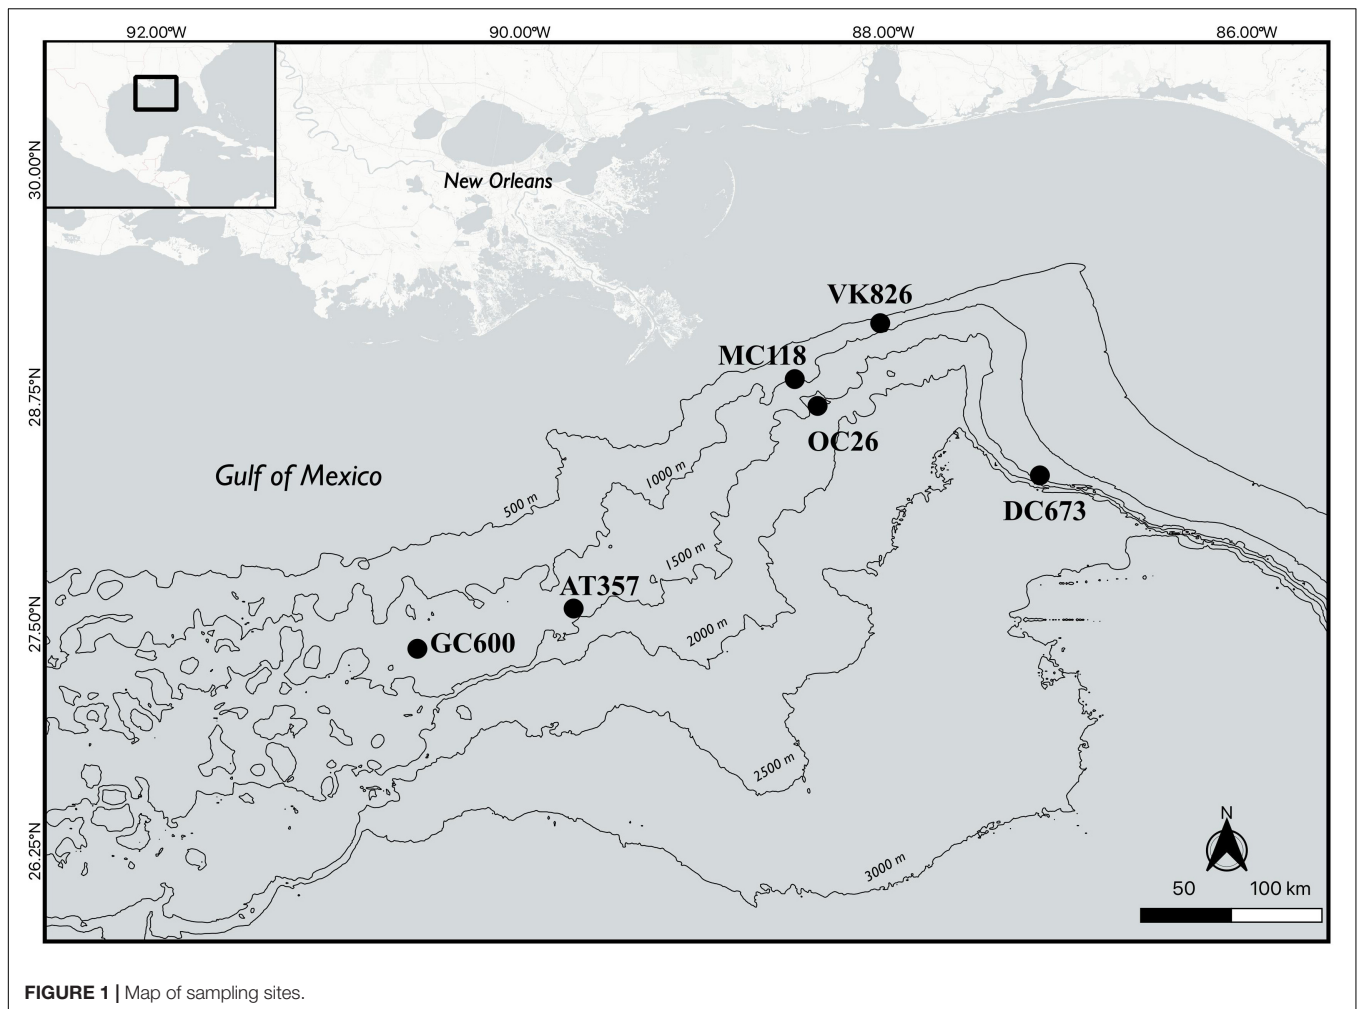 92.00°W 90.00°W 88.00°W 86.00°W
30.00°N
New Orleans
VK826
MC118
28.75°N
OC26
Gulf of Mexico
1000 m
500 m
DC673
1500 m
AT357
27.50°N
2000 m
GC600
2500 m
N
26.25°N
3000 m
50 100 km
FIGURE 1 | Map of sampling sites.